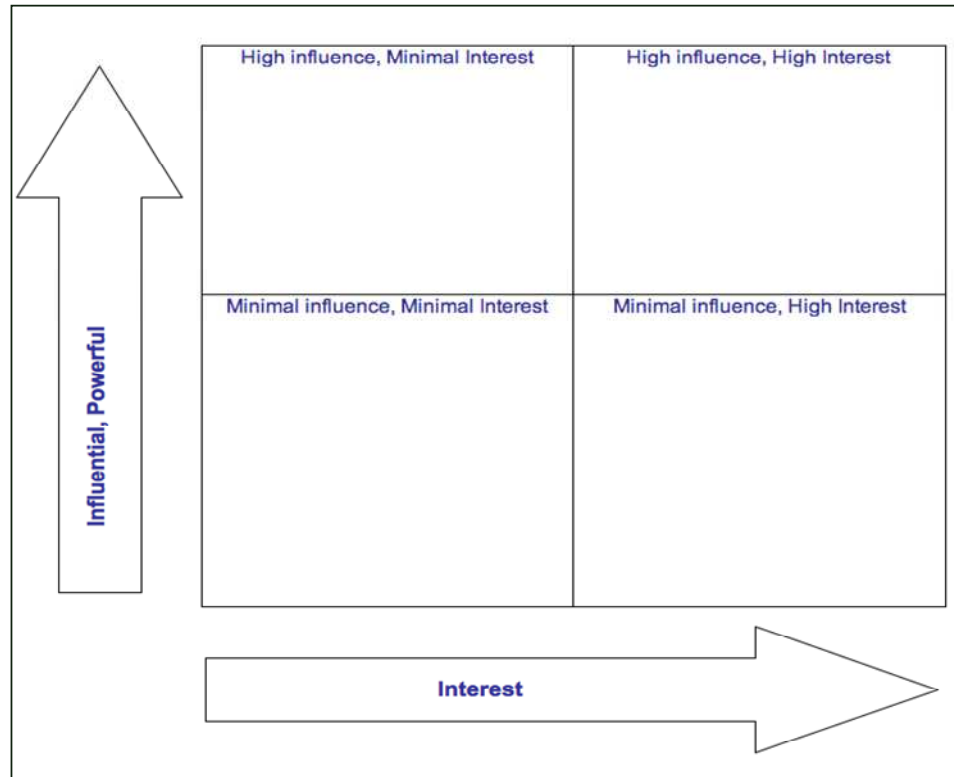 High influence, Minimal Interest
High influence, High Interest
Minimal influence, Minimal Interest
Minimal influence, High Interest
Influential, Powerful
Interest